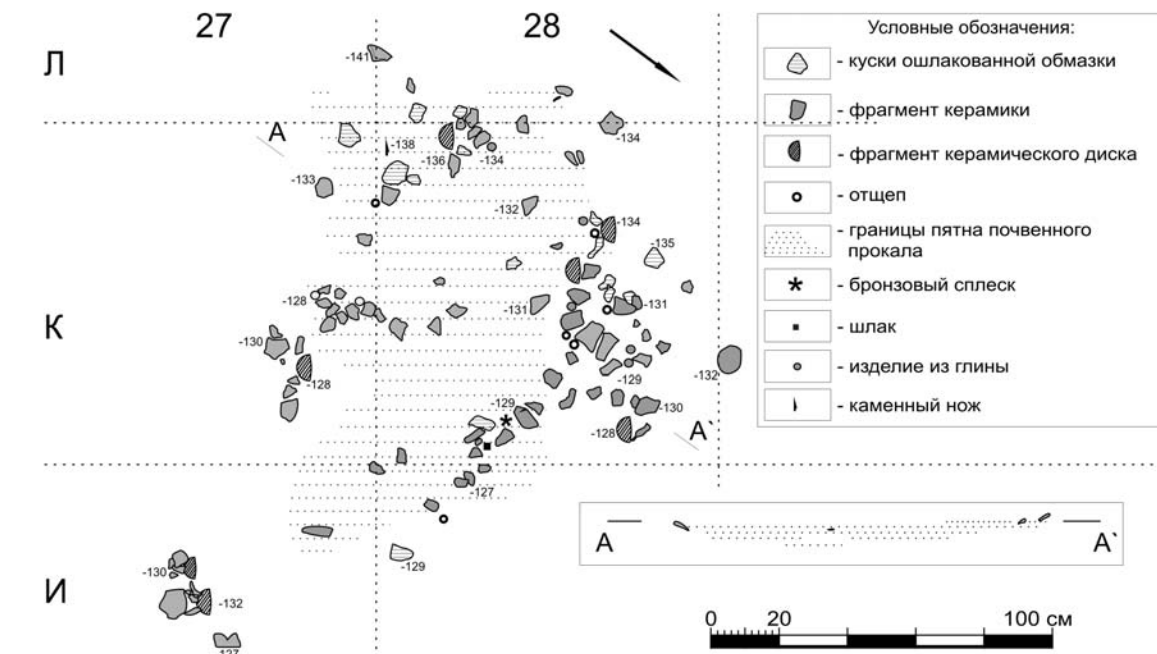 27
28
Условные обозначения:
- куски ошлакованной обмазки
- фрагмент керамики
- фрагмент керамического диска
- отщеп
- границы пятна почвенного
прокала
- бронзовый сплеск
- шлак
- изделие из глины
- каменный нож
Л
-141
А
-138
-134
-136
-134
-133
-132
-134
-135
-128
-131
-131
К
-130
-128
-132
-129
-129
-130
-128
А`
-127
-129
А
А`
-130
И
-132
0 20 100 см